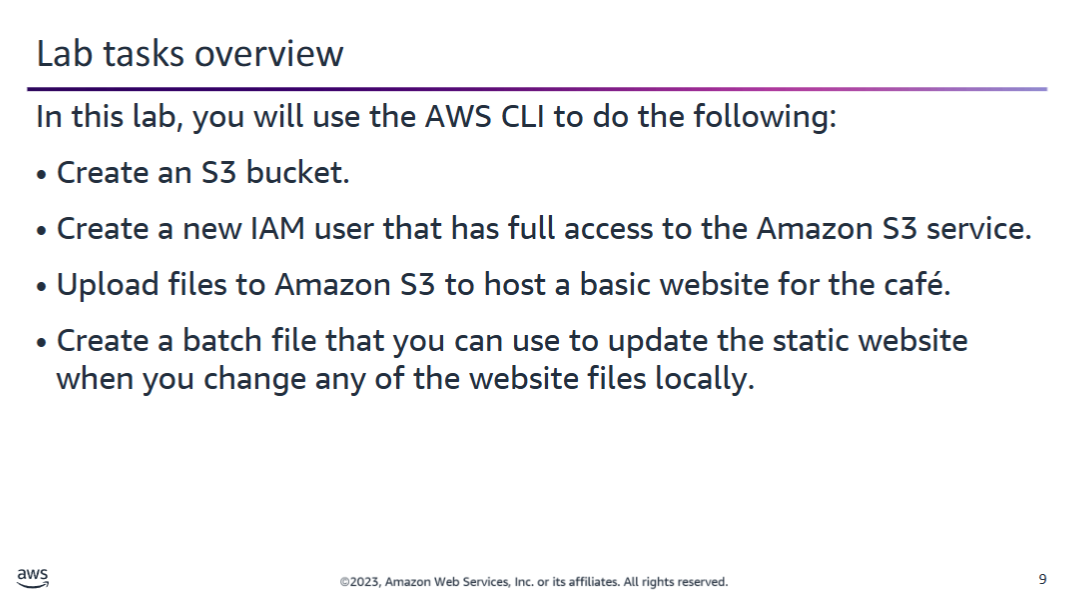 Lab tasks overview
In this lab, you will use the AWS CLI to do the following:
• Create an S3 bucket.
• Create a new IAM user that has full access to the Amazon S3 service.
• Upload files to Amazon S3 to host a basic website for the café.
• Create a batch file that you can use to update the static website
when you change any of the website files locally.
aws
©2023, Amazon Web Services, Inc. or its affiliates. All rights reserved.
9